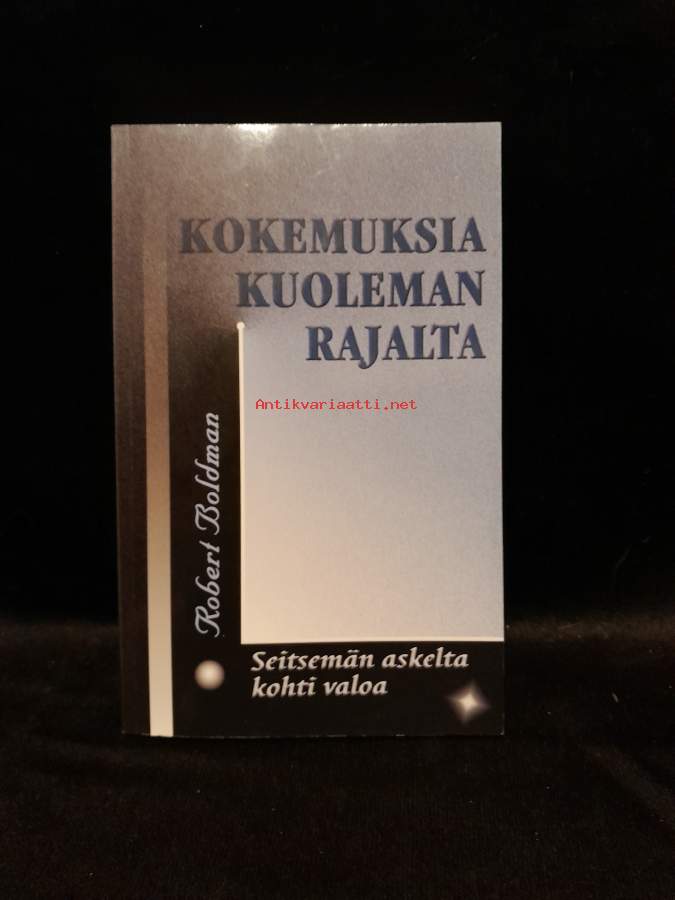 KOKEMUKSIA
KUOLEMAN
RAJALTA
Antikvariaatti.net
Robert Boldman
Seitsemän askelta
kohti valoa